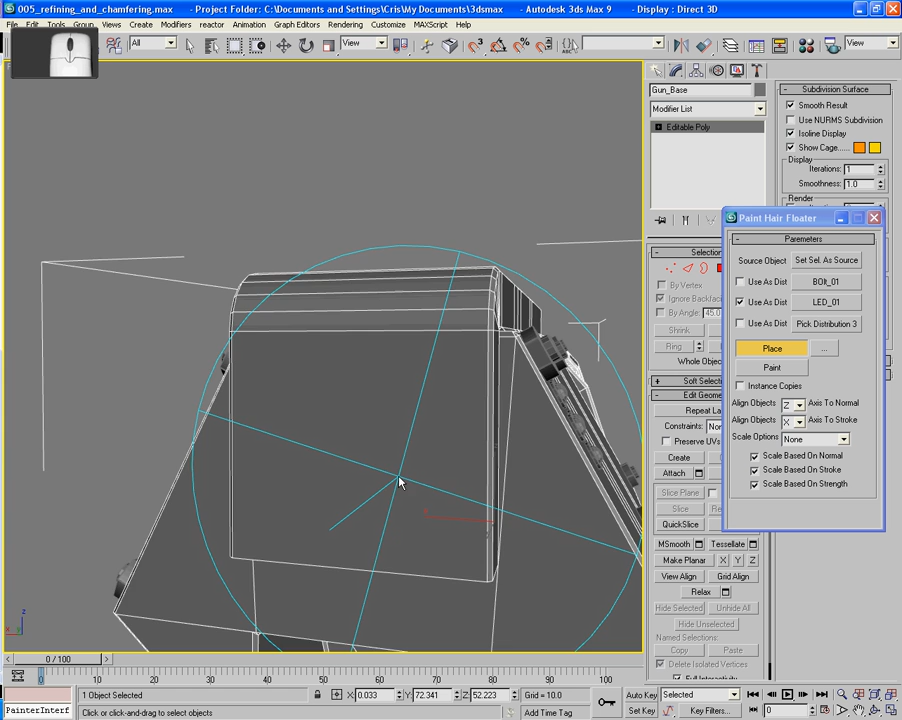 005_refining_and_chamfering.max - Project Folder: C:\Documents and Settings\Cris\My Documents\3dsmax - Autodesk 3ds Max 9 - Display : Direct 3D
File Edit Tools Group Views Create Modifiers reactor Animation Graph Editors Rendering Customize MAXScript Help
All View View
Gun_Base
Modifier List
Editable Poly
Subdivision Surface
Smooth Result
Use NURMS Subdivision
Isoline Display
Show Cage......
Display
Iterations: 1
Smoothness: 1.0
Render
Paint Hair Floater
Paremeters
Source Object Set Sel. As Source
Use As Dist BOlt_01
Use As Dist LED_01
Use As Dist Pick Distribution 3
Place ...
Paint
Instance Copies
Align Objects Z Axis To Normal
Align Objects X Axis To Stroke
Scale Options None
Scale Based On Normal
Scale Based On Stroke
Scale Based On Strength
Selection
By Vertex
Ignore Backfaci
By Angle: 45.0
Shrink
Ring
Whole Object
Soft Selecti
Edit Geome
Repeat La
Constraints: Non
Preserve UVs
Create
Attach
Slice Plane
Slice
QuickSlice
MSmooth Tessellate
Make Planar X Y Z
View Align Grid Align
Relax
Hide Selected Unhide All
Hide Unselected
Named Selections:
Copy Paste
Delete Isolated Vertices
Full Interactivity
z
x
0 / 100
0 10 20 30 40 50 60 70 80 90 100
1 Object Selected X: 0.033 Y: 72.341 Z: 52.223 Grid = 10.0 Auto Key Selected
PainterInterf Click or click-and-drag to select objects Add Time Tag Set Key Key Filters... 0